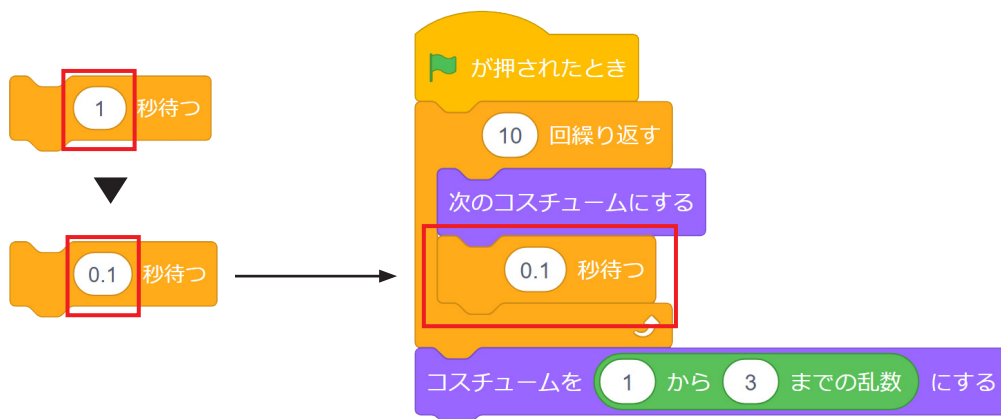 1 秒待つ
0.1 秒待つ
が押されたとき
10 回繰り返す
次のコスチュームにする
0.1 秒待つ
コスチュームを 1 から 3 までの乱数 にする